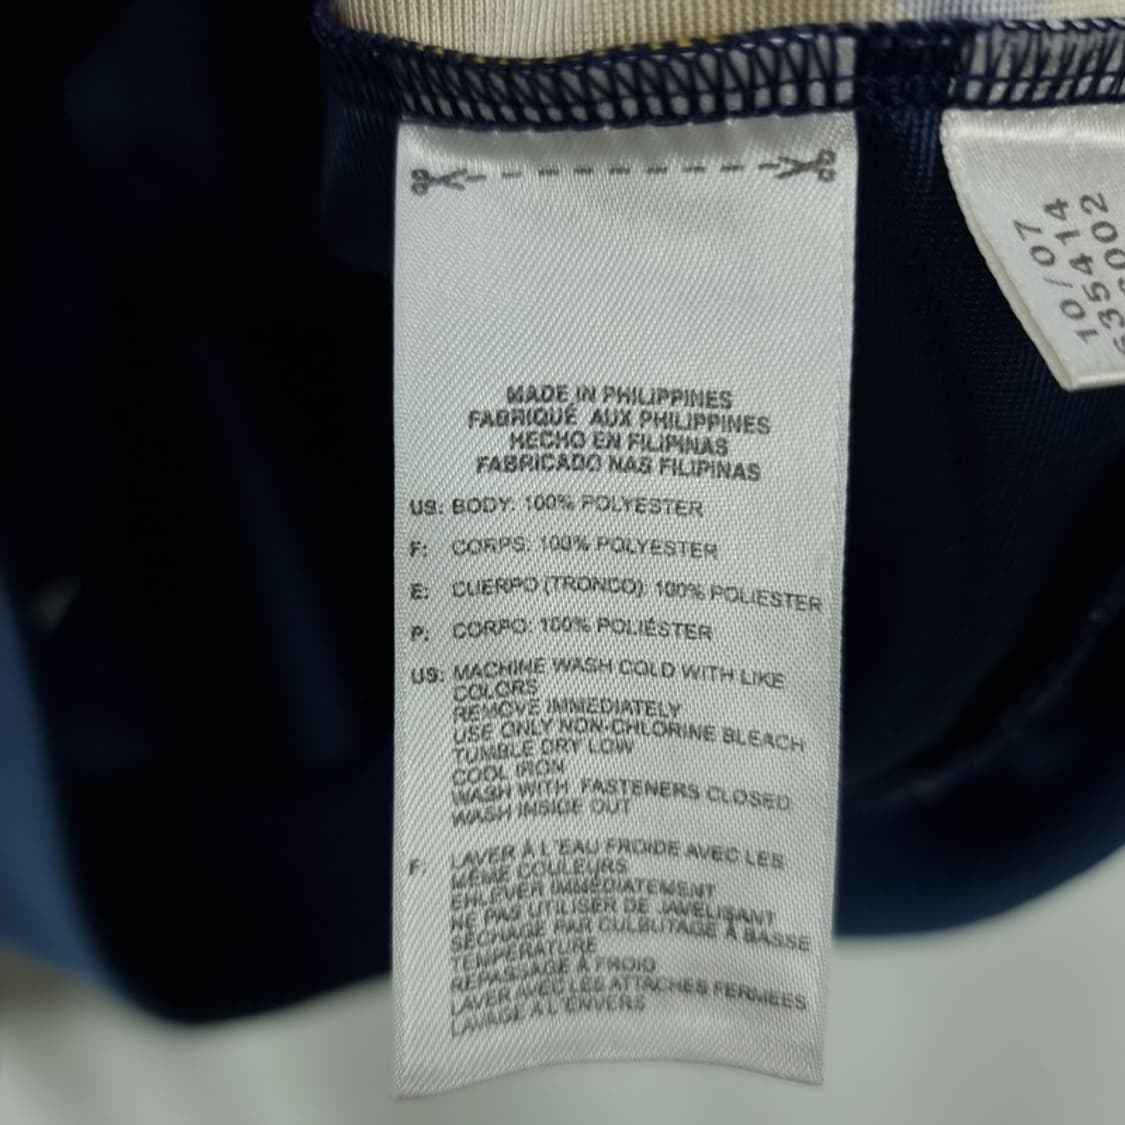 MADE IN PHILIPPINES
FABRIQUÉ AUX PHILIPPINES
HECHO EN FILIPINAS
FABRICADO NAS FILIPINAS
US: BODY: 100% POLYESTER
F: CORPS: 100% POLYESTER
E: CUERPO (TRONCO): 100% POLIESTER
P: CORPO: 100% POLIÉSTER
US: MACHINE WASH COLD WITH LIKE
COLORS
REMOVE IMMEDIATELY
USE ONLY NON-CHLORINE BLEACH
TUMBLE DRY LOW
COOL IRON
WASH WITH FASTENERS CLOSED
WASH INSIDE OUT
F: LAVER À L'EAU FROIDE AVEC LES
MÊME COULEURS
ENLEVER IMMÉDIATEMENT
NE PAS UTILISER DE JAVELISANT
SÉCHAGE PAR CULBUTAGE À BASSE
TEMPÉRATURE
REPASSAGE À FROID
LAVER AVEC LES ATTACHES FERMÉES
LAVAGE A L'ENVERS
10/07
635414